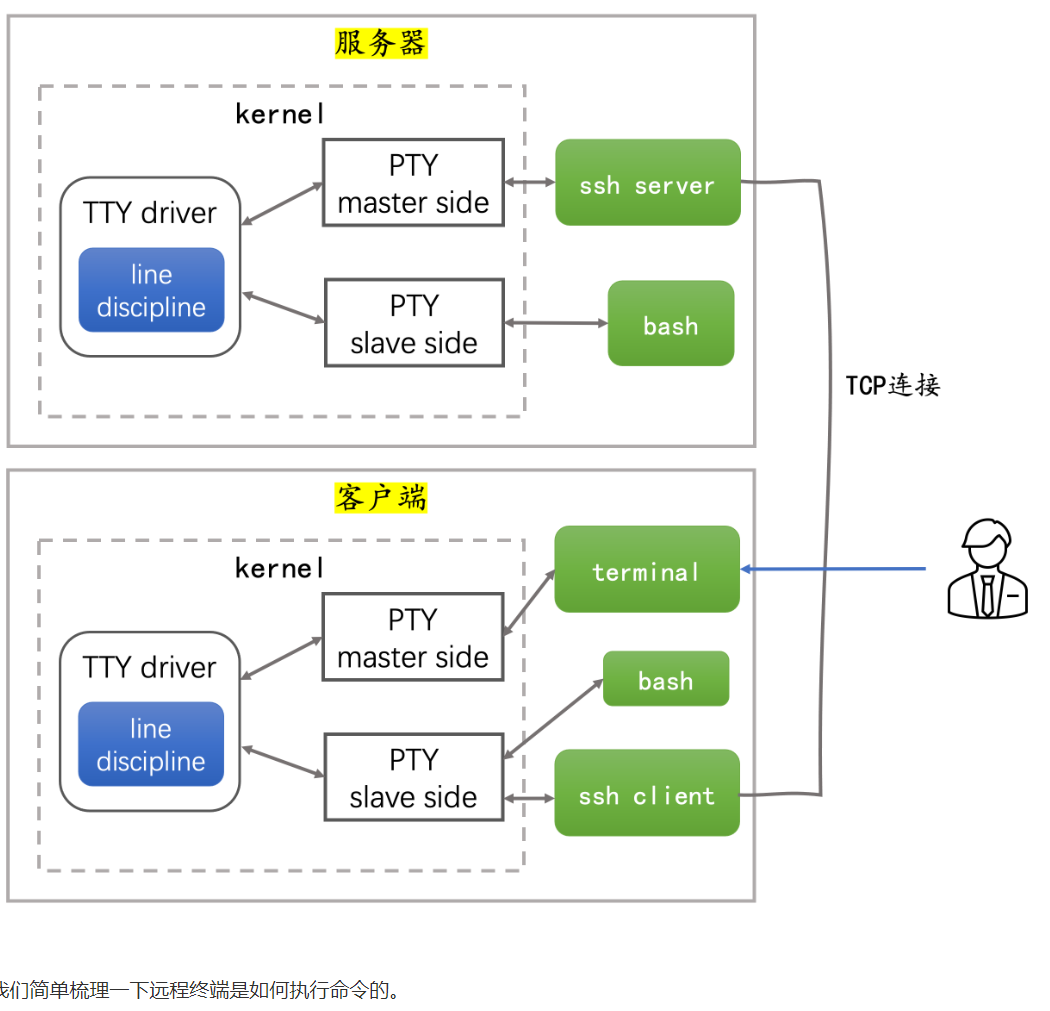 服务器
kernel
PTY
master side
ssh server
TTY driver
line
discipline
PTY
slave side
bash
TCP连接
客户端
kernel
terminal
PTY
master side
TTY driver
bash
line
discipline
PTY
slave side
ssh client
我们简单梳理一下远程终端是如何执行命令的。